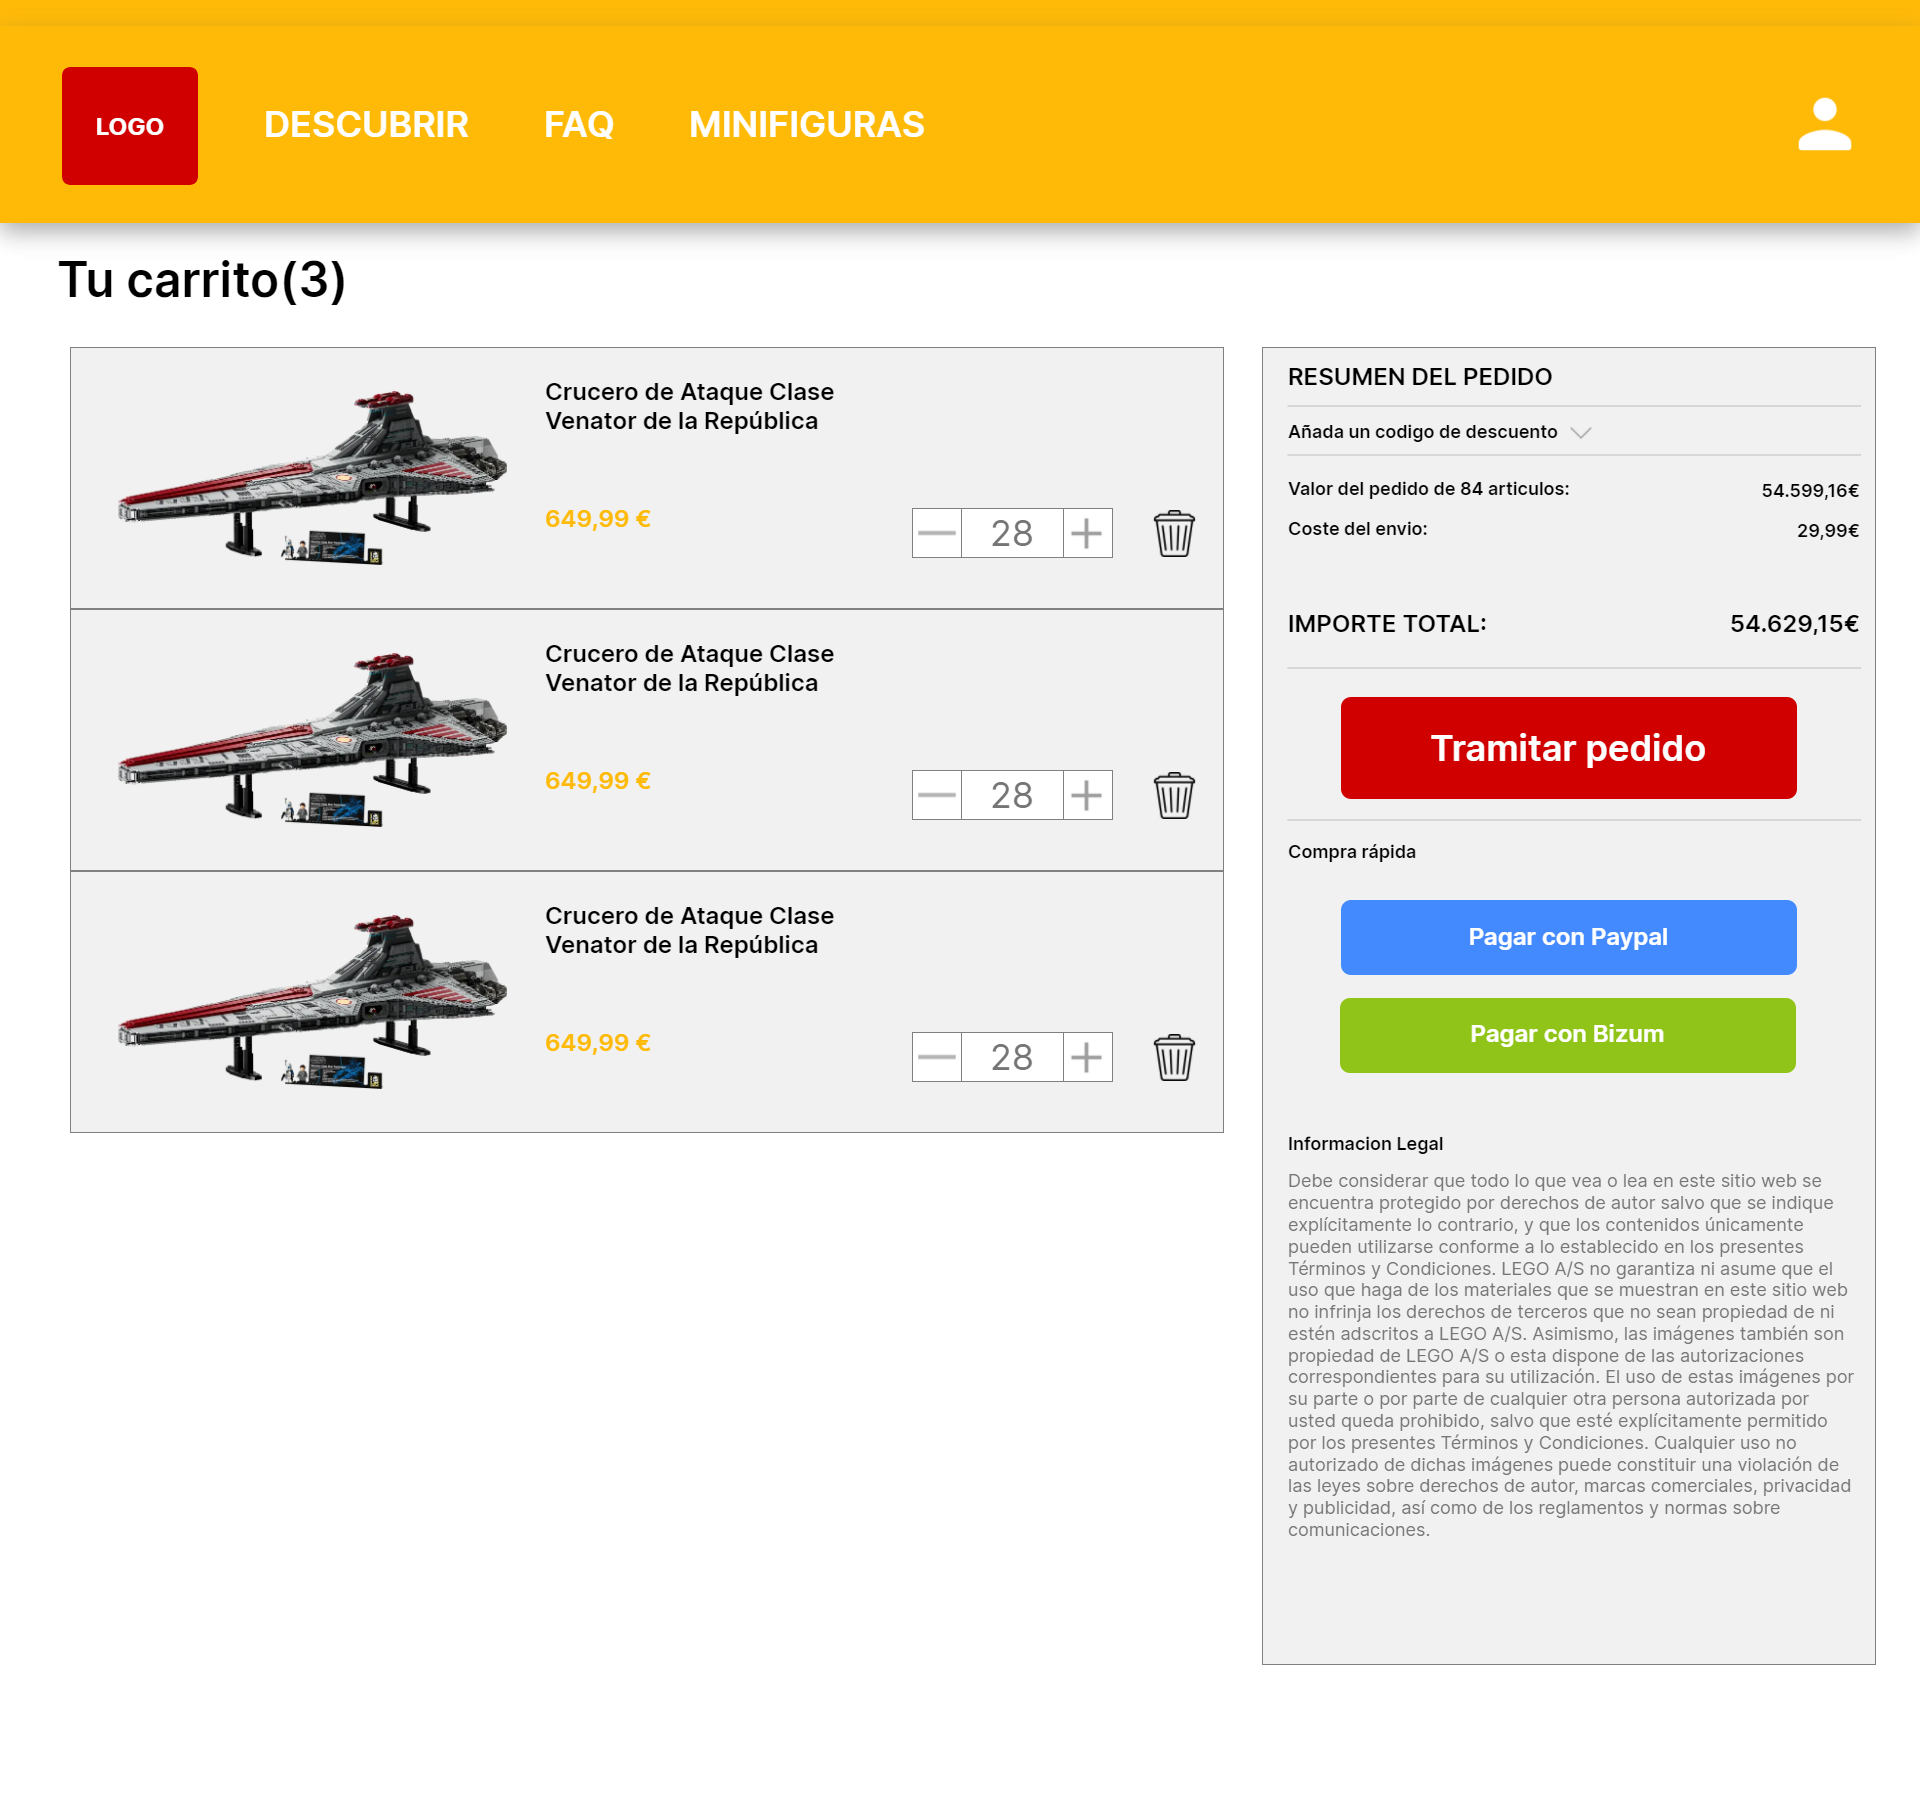 LOGO
DESCUBRIR
FAQ
MINIFIGURAS
Tu carrito(3)
Crucero de Ataque Clase
Venator de la República
649,99 €
28
Crucero de Ataque Clase
Venator de la República
649,99 €
28
Crucero de Ataque Clase
Venator de la República
649,99 €
28
RESUMEN DEL PEDIDO
Añada un codigo de descuento
Valor del pedido de 84 articulos: 54.599,16€
Coste del envio: 29,99€
IMPORTE TOTAL: 54.629,15€
Tramitar pedido
Compra rápida
Pagar con Paypal
Pagar con Bizum
Informacion Legal
Debe considerar que todo lo que vea o lea en este sitio web se
encuentra protegido por derechos de autor salvo que se indique
explícitamente lo contrario, y que los contenidos únicamente
pueden utilizarse conforme a lo establecido en los presentes
Términos y Condiciones. LEGO A/S no garantiza ni asume que el
uso que haga de los materiales que se muestran en este sitio web
no infrinja los derechos de terceros que no sean propiedad de ni
estén adscritos a LEGO A/S. Asimismo, las imágenes también son
propiedad de LEGO A/S o esta dispone de las autorizaciones
correspondientes para su utilización. El uso de estas imágenes por
su parte o por parte de cualquier otra persona autorizada por
usted queda prohibido, salvo que esté explícitamente permitido
por los presentes Términos y Condiciones. Cualquier uso no
autorizado de dichas imágenes puede constituir una violación de
las leyes sobre derechos de autor, marcas comerciales, privacidad
y publicidad, así como de los reglamentos y normas sobre
comunicaciones.